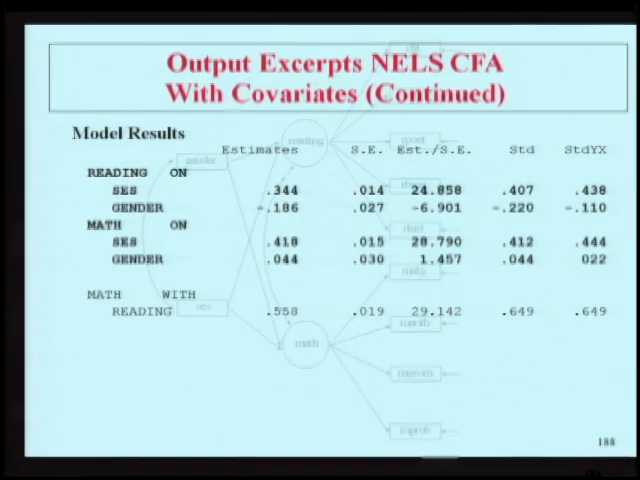 Output Excerpts NELS CFA
With Covariates (Continued)
Model Results
Estimates S.E. Est./S.E. Std StdYX
READING ON
SES .344 .014 24.858 .407 .438
GENDER -.186 .027 -6.901 -.220 -.110
MATH ON
SES .418 .015 28.790 .412 .444
GENDER .044 .030 1.457 .044 022
MATH WITH
READING .558 .019 29.142 .649 .649
188